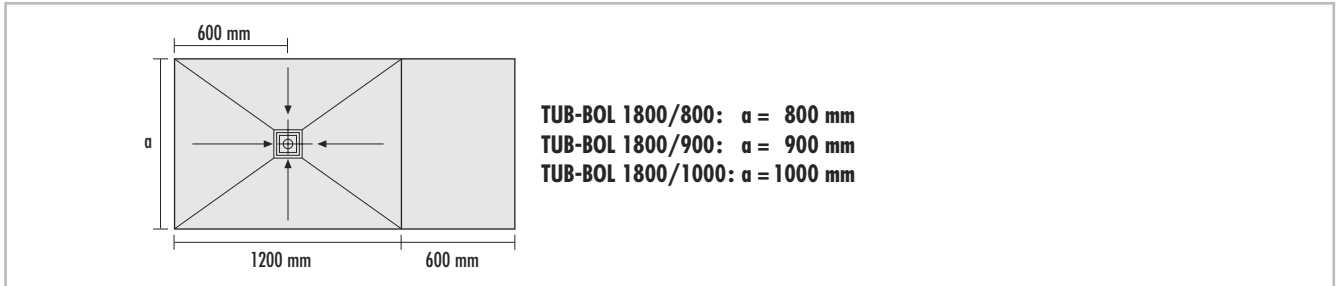 600 mm
a
TUB-BOL 1800/800: a = 800 mm
TUB-BOL 1800/900: a = 900 mm
TUB-BOL 1800/1000: a = 1000 mm
1200 mm
600 mm